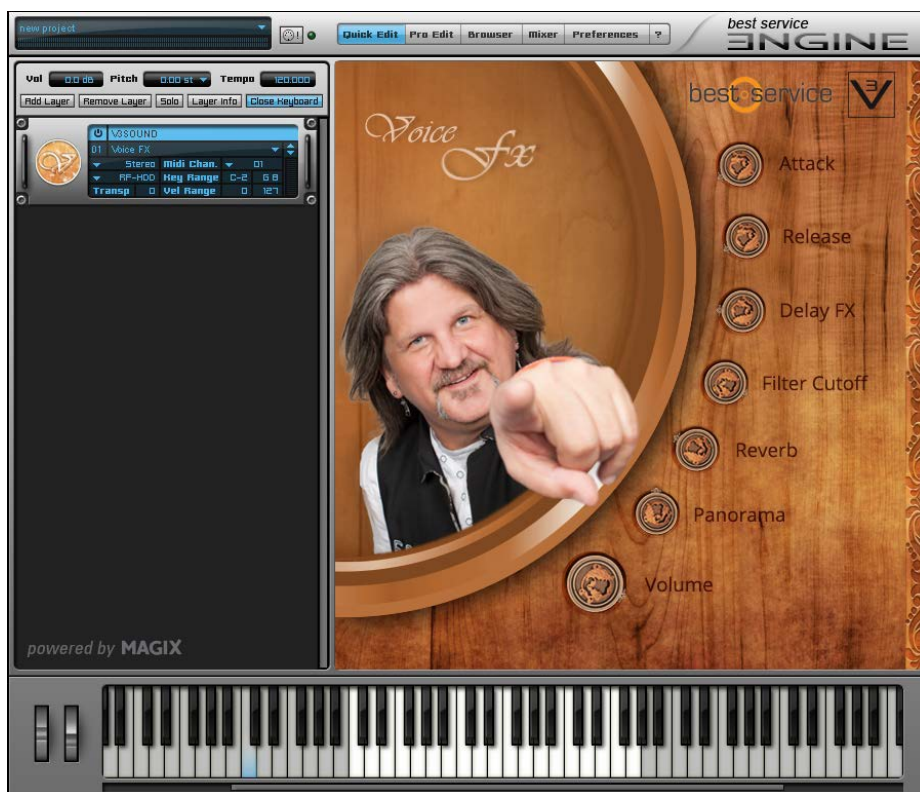 new project
!
Quick Edit Pro Edit Browser Mixer Preferences ?
best service
ENGINE
Vol 0.0 dB Pitch 0.00 st Tempo 120.000
Add Layer Remove Layer Solo Layer Info Close Keyboard
V3SOUND
01 Voice FX
Stereo Midi Chan. 01
RP-HDD Key Range C-2 G 8
Transp 0 Vel Range 0 127
Voice
Fx
best service V3
Attack
Release
Delay FX
Filter Cutoff
Reverb
Panorama
Volume
powered by MAGIX